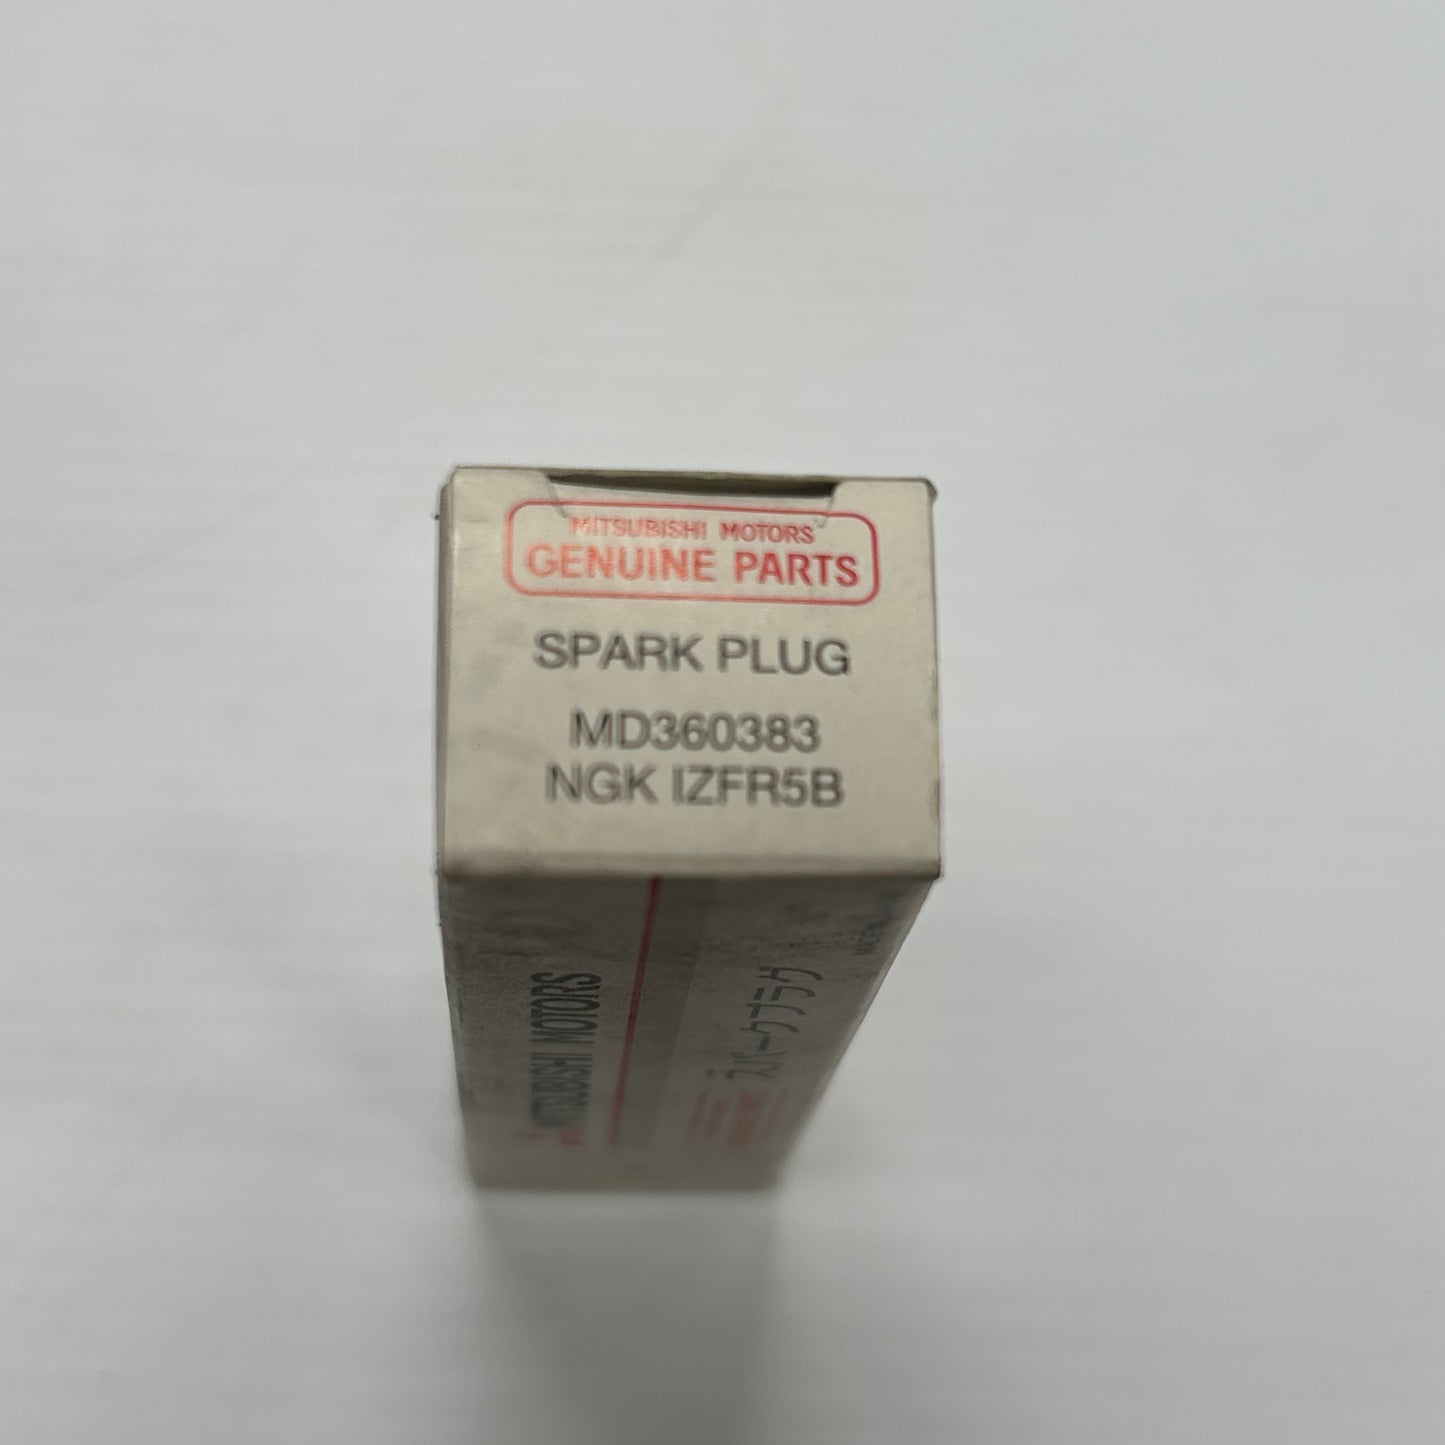 MITSUBISHI MOTORS
GENUINE PARTS
SPARK PLUG
MD360383
NGK IZFR5B
MITSUBISHI MOTORS
スパークプラグ